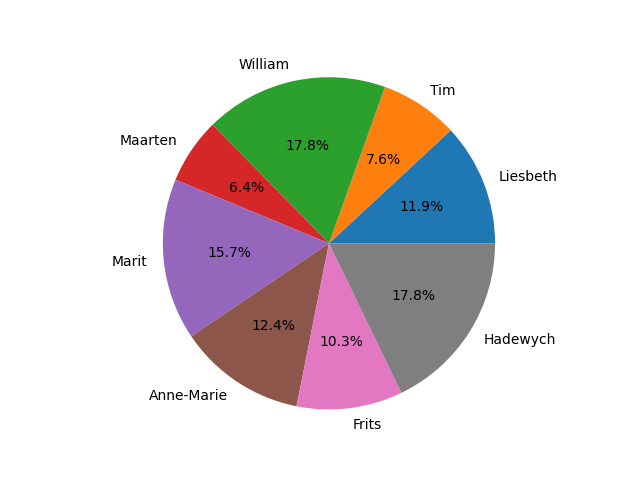 William
Tim
Maarten
17.8%
7.6%
Liesbeth
6.4%
11.9%
Marit
15.7%
17.8%
12.4%
10.3%
Hadewych
Anne-Marie
Frits